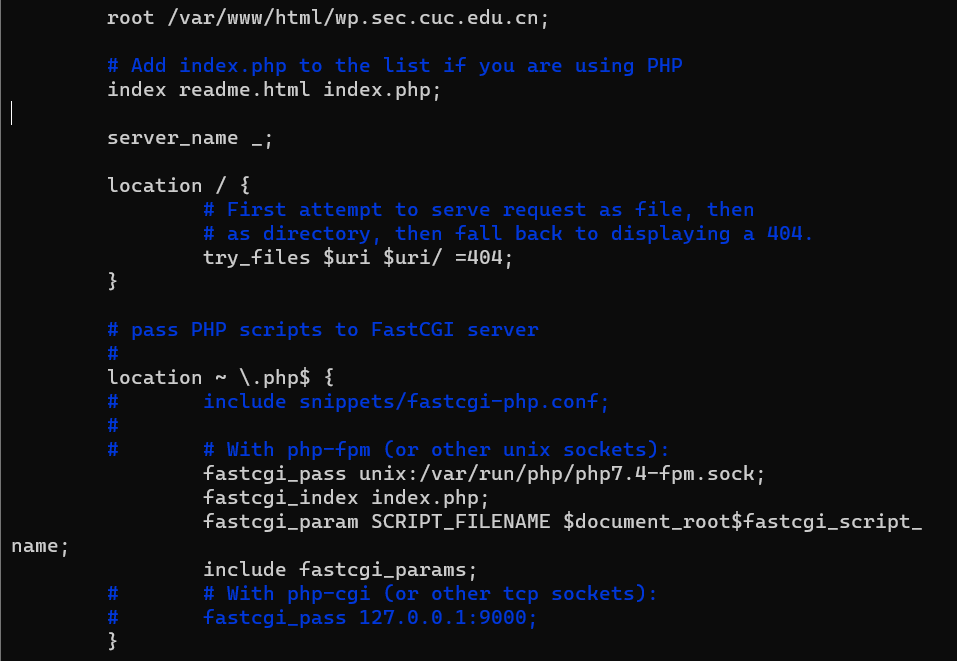 root /var/www/html/wp.sec.cuc.edu.cn;
# Add index.php to the list if you are using PHP
index readme.html index.php;
server_name _;
location / {
# First attempt to serve request as file, then
# as directory, then fall back to displaying a 404.
try_files $uri $uri/ =404;
}
# pass PHP scripts to FastCGI server
#
location ~ \.php$ {
#       include snippets/fastcgi-php.conf;
#
#       # With php-fpm (or other unix sockets):
fastcgi_pass unix:/var/run/php/php7.4-fpm.sock;
fastcgi_index index.php;
fastcgi_param SCRIPT_FILENAME $document_root$fastcgi_script_
name;
include fastcgi_params;
#       # With php-cgi (or other tcp sockets):
#       fastcgi_pass 127.0.0.1:9000;
}